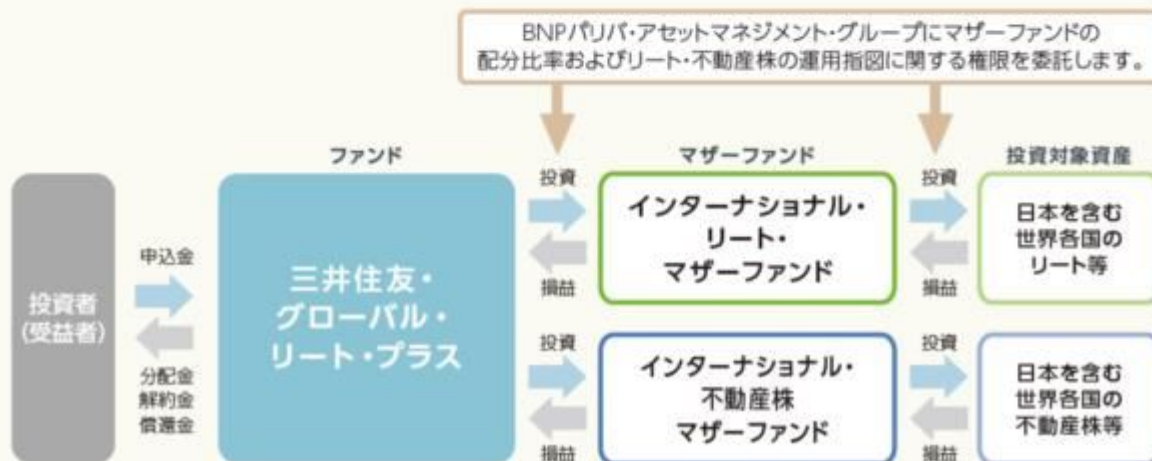 BNPパリバ・アセットマネジメント・グループにマザーファンドの
配分比率およびリート・不動産株の運用指図に関する権限を委託します。
ファンド
マザーファンド
投資対象資産
投資者
(受益者)
申込金
分配金
解約金
償還金
三井住友・
グローバル・
リート・プラス
投資
損益
インターナショナル・
リート・
マザーファンド
投資
損益
日本を含む
世界各国の
リート等
投資
損益
インターナショナル・
不動産株
マザーファンド
投資
損益
日本を含む
世界各国の
不動産株等